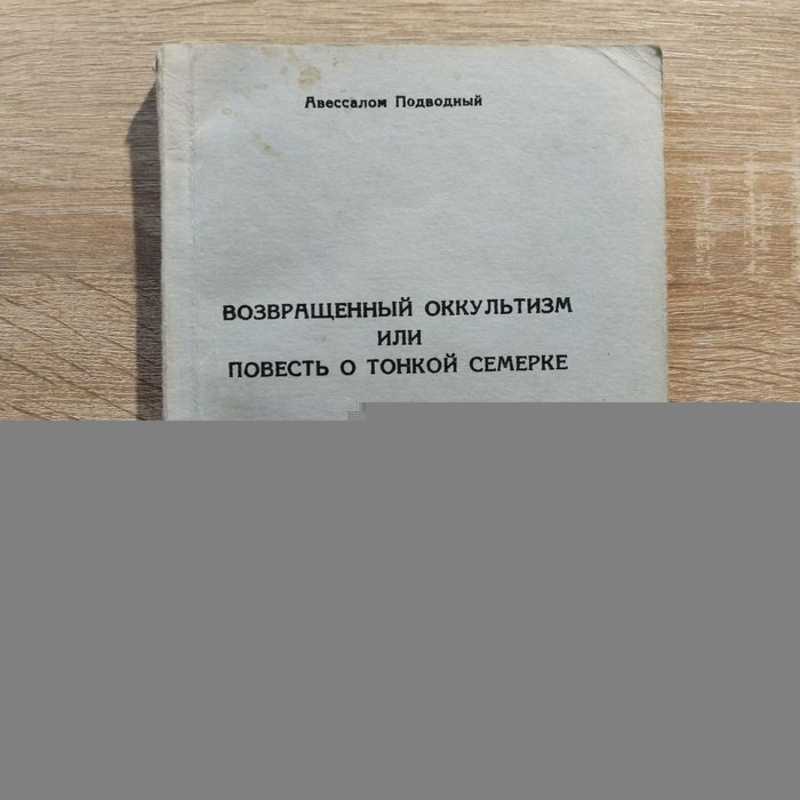 Авессалом Подводный
ВОЗВРАЩЕННЫЙ ОККУЛЬТИЗМ
ИЛИ
ПОВЕСТЬ О ТОНКОЙ СЕМЕРКЕ